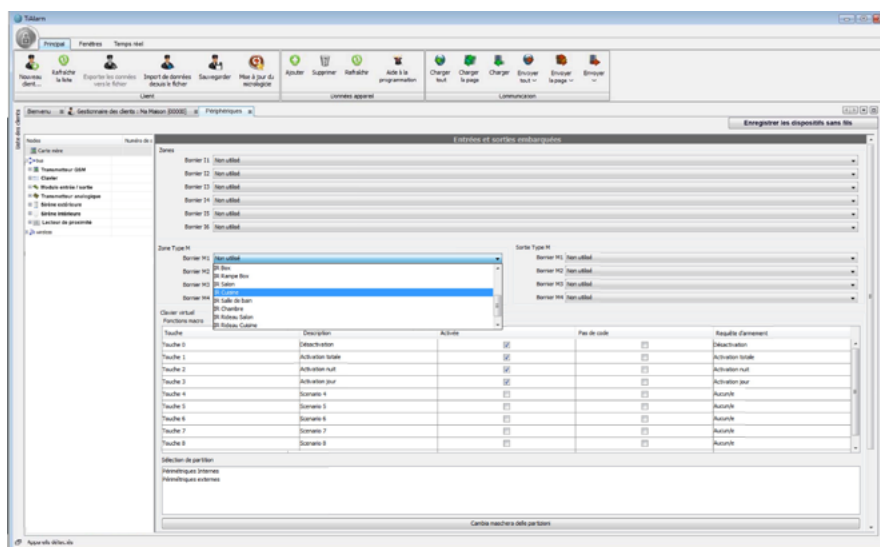 TiAlarm
Principal Fenêtres Temps réel
Nouveau client... Rafraîchir la liste Exporter les données vers le fichier Import de données depuis le fichier Sauvegarder Mise à jour du micrologiciel
Ajouter Supprimer Rafraîchir Aide à la programmation
Charger tout Charger la page Charger Envoyer tout Envoyer la page Envoyer
Client Données appareil Communication
Liste des clients
Bienvenu Gestionnaire des clients : Ma Maison [00000] Périphériques
Enregistrer les dispositifs sans fils
Entrées et sorties embarquées
Nodes
Carte mère
Transmetteur GSM
Clavier
Module entrée / sortie
Transmetteur analogique
Sirène extérieure
Sirène intérieure
Lecteur de proximité
Zones
Bornier I1 Non utilisé
Bornier I2 Non utilisé
Bornier I3 Non utilisé
Bornier I4 Non utilisé
Bornier I5 Non utilisé
Bornier I6 Non utilisé
Zone Type M
Bornier M1 Non utilisé
Bornier M2
Bornier M3
Bornier M4
IR Box
IR Rampe Box
IR Salon
IR Cuisine
IR Salle de bain
IR Chambre
IR Rideau Salon
IR Rideau Cuisine
Sortie Type M
Bornier M1 Non utilisé
Bornier M2 Non utilisé
Bornier M3 Non utilisé
Bornier M4 Non utilisé
Clavier virtuel
Fonctions macro
Touche Description Activée Pas de code Requête d'armement
Touche 0 Désactivation Désactivation
Touche 1 Activation totale Activation totale
Touche 2 Activation nuit Activation nuit
Touche 3 Activation jour Activation jour
Touche 4 Scenario 4 Aucun/e
Touche 5 Scenario 5 Aucun/e
Touche 6 Scenario 6 Aucun/e
Touche 7 Scenario 7 Aucun/e
Touche 8 Scenario 8 Aucun/e
Sélection de partition
Périmétriques Internes
Périmétriques externes
Cambia maschera delle partizioni